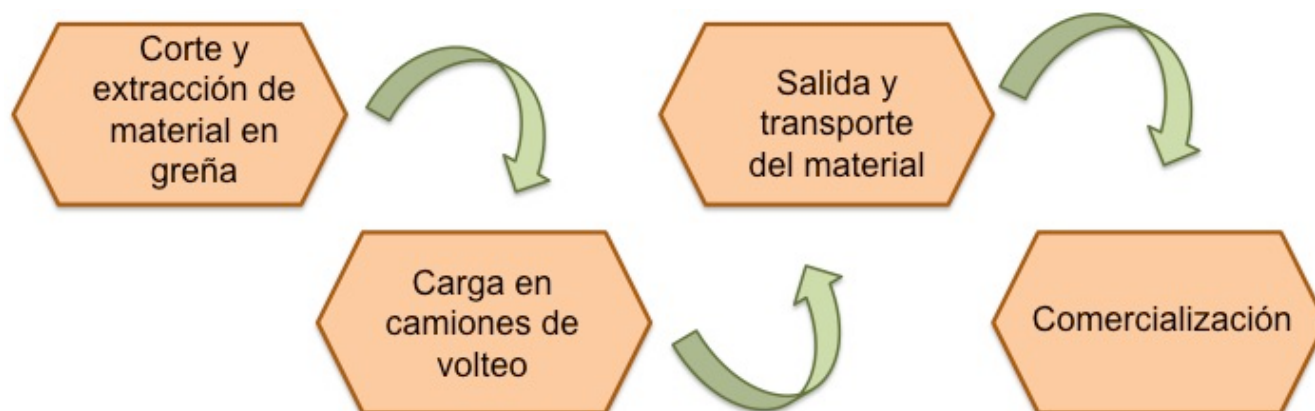 Corte y
extracción de
material en
greña
Carga en
camiones de
volteo
Salida y
transporte
del material
Comercialización